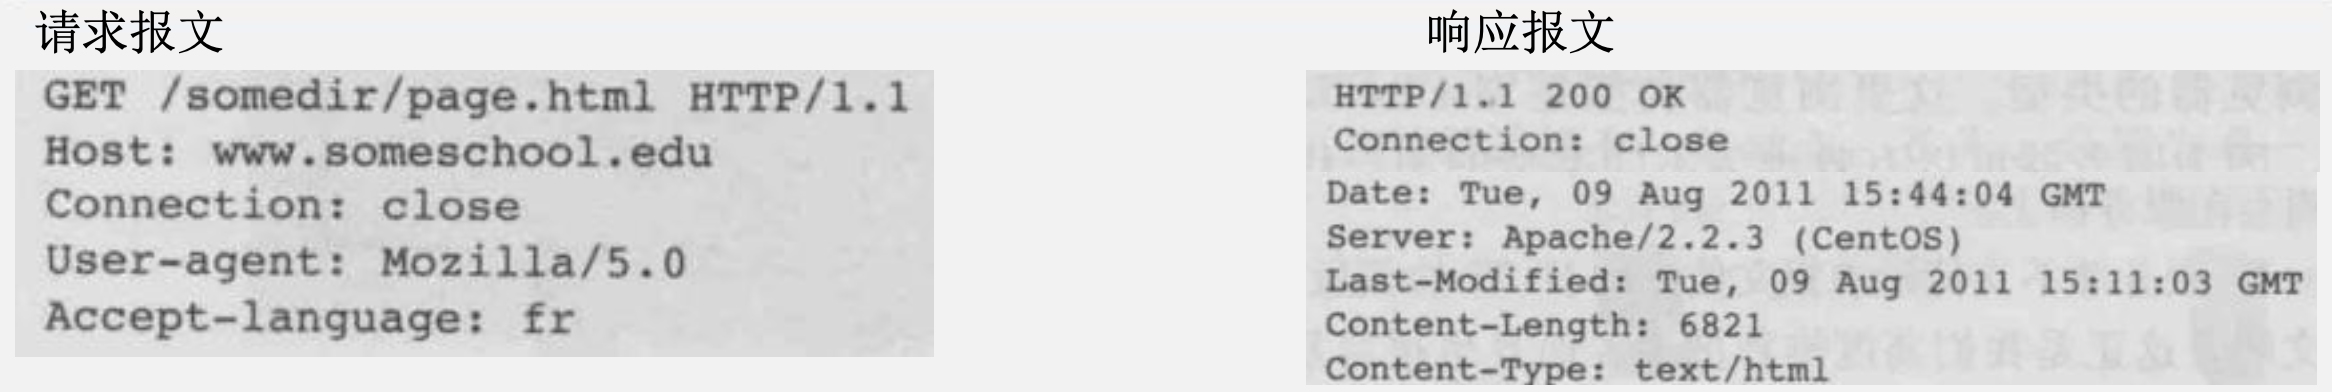 请求报文
GET /somedir/page.html HTTP/1.1
Host: www.someschool.edu
Connection: close
User-agent: Mozilla/5.0
Accept-language: fr
响应报文
HTTP/1.1 200 OK
Connection: close
Date: Tue, 09 Aug 2011 15:44:04 GMT
Server: Apache/2.2.3 (CentOS)
Last-Modified: Tue, 09 Aug 2011 15:11:03 GMT
Content-Length: 6821
Content-Type: text/html